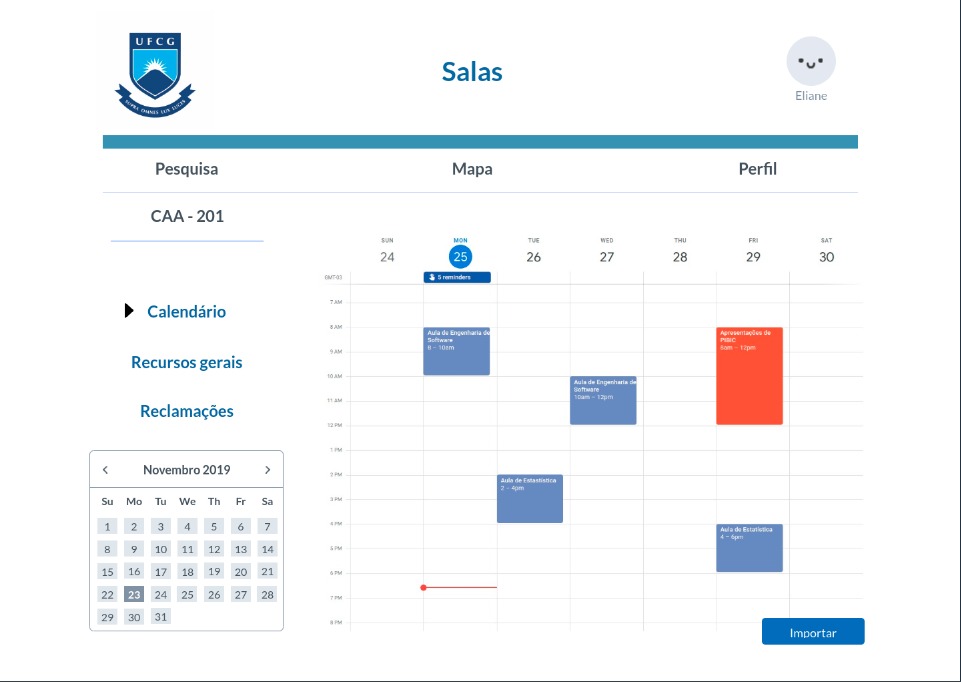 UFCG
SUPRA OMNES LUX LUCES
Salas
Eliane
Pesquisa
Mapa
Perfil
CAA - 201
SUN
MON
TUE
WED
THU
FRI
SAT
24
25
26
27
28
29
30
GMT-03
5 reminders
Calendário
Recursos gerais
Reclamações
7 AM
8 AM
9 AM
10 AM
11 AM
12 PM
1 PM
2 PM
3 PM
4 PM
5 PM
6 PM
7 PM
8 PM
Aula de Engenharia de
Software
8 – 10am
Aula de Engenharia de
Software
10am – 12pm
Apresentações de
PIBIC
8am – 12pm
Aula de Estastística
2 – 4pm
Aula de Estatística
4 – 6pm
Novembro 2019
Su Mo Tu We Th Fr Sa
1 2 3 4 5 6 7
8 9 10 11 12 13 14
15 16 17 18 19 20 21
22 23 24 25 26 27 28
29 30 31
Importar